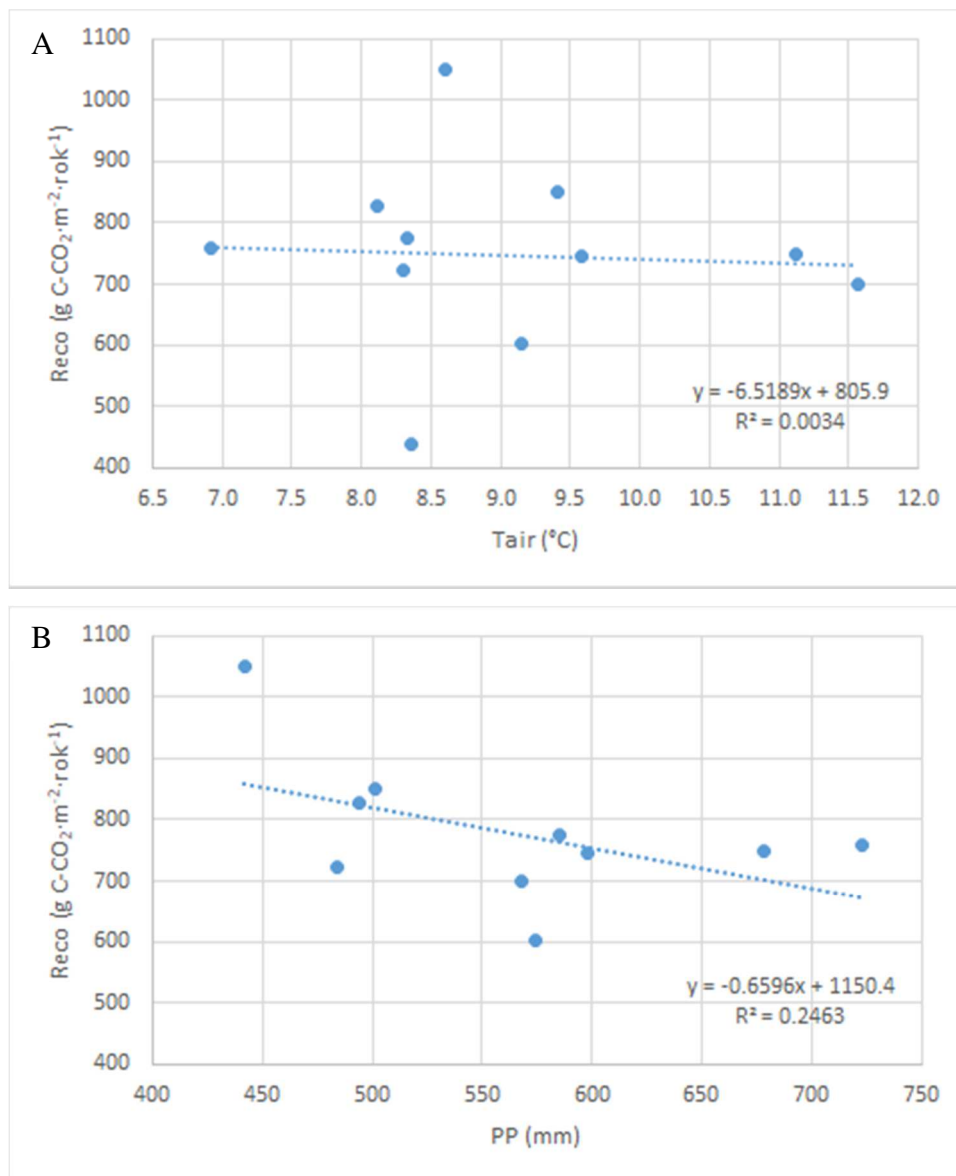 A
1100
1000
900
800
700
600
500
400
Reco (g C-CO₂·m⁻²·rok⁻¹)
y = -6.5189x + 805.9
R² = 0.0034
6.5 7.0 7.5 8.0 8.5 9.0 9.5 10.0 10.5 11.0 11.5 12.0
Tair (°C)
B
1100
1000
900
800
700
600
500
400
Reco (g C-CO₂·m⁻²·rok⁻¹)
y = -0.6596x + 1150.4
R² = 0.2463
400 450 500 550 600 650 700 750
PP (mm)